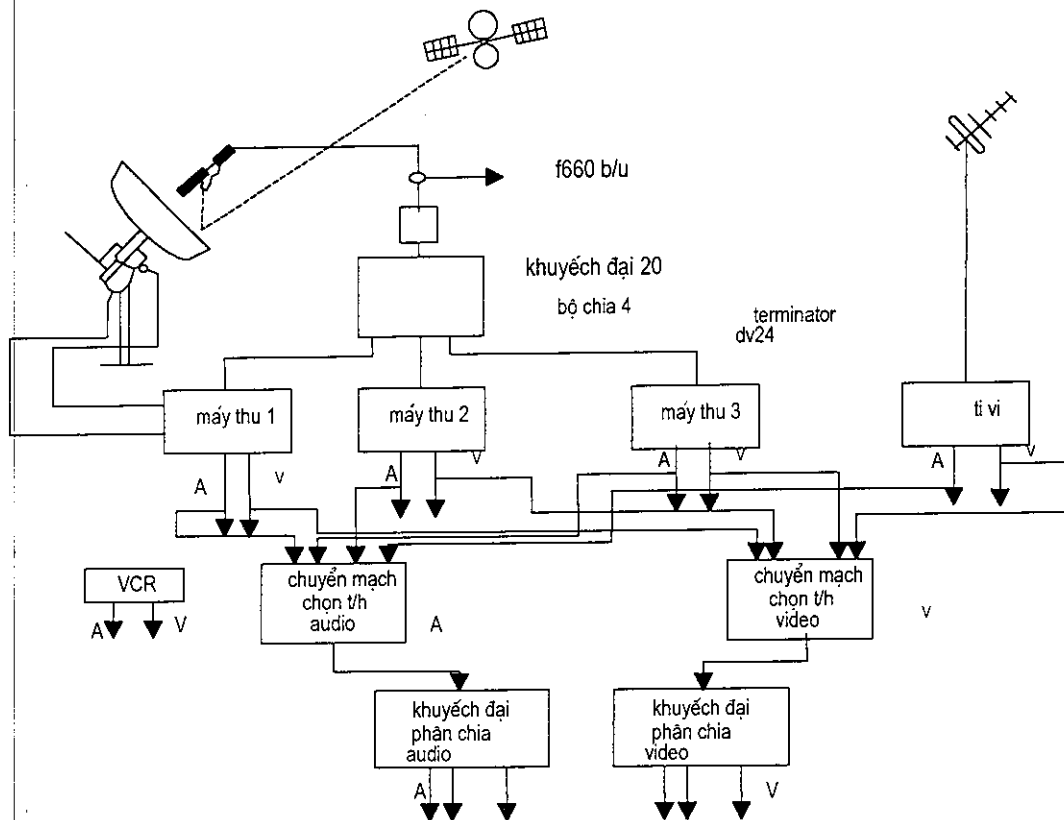 f660 b/u
khuyếch đại 20
bộ chia 4
terminator
dv24
máy thu 1
máy thu 2
máy thu 3
ti vi
A
v
A
v
A
v
A
v
VCR
A
V
chuyển mạch
chọn t/h
audio
A
chuyển mạch
chọn t/h
video
v
khuyếch đại
phân chia
audio
A
khuyếch đại
phân chia
video
V